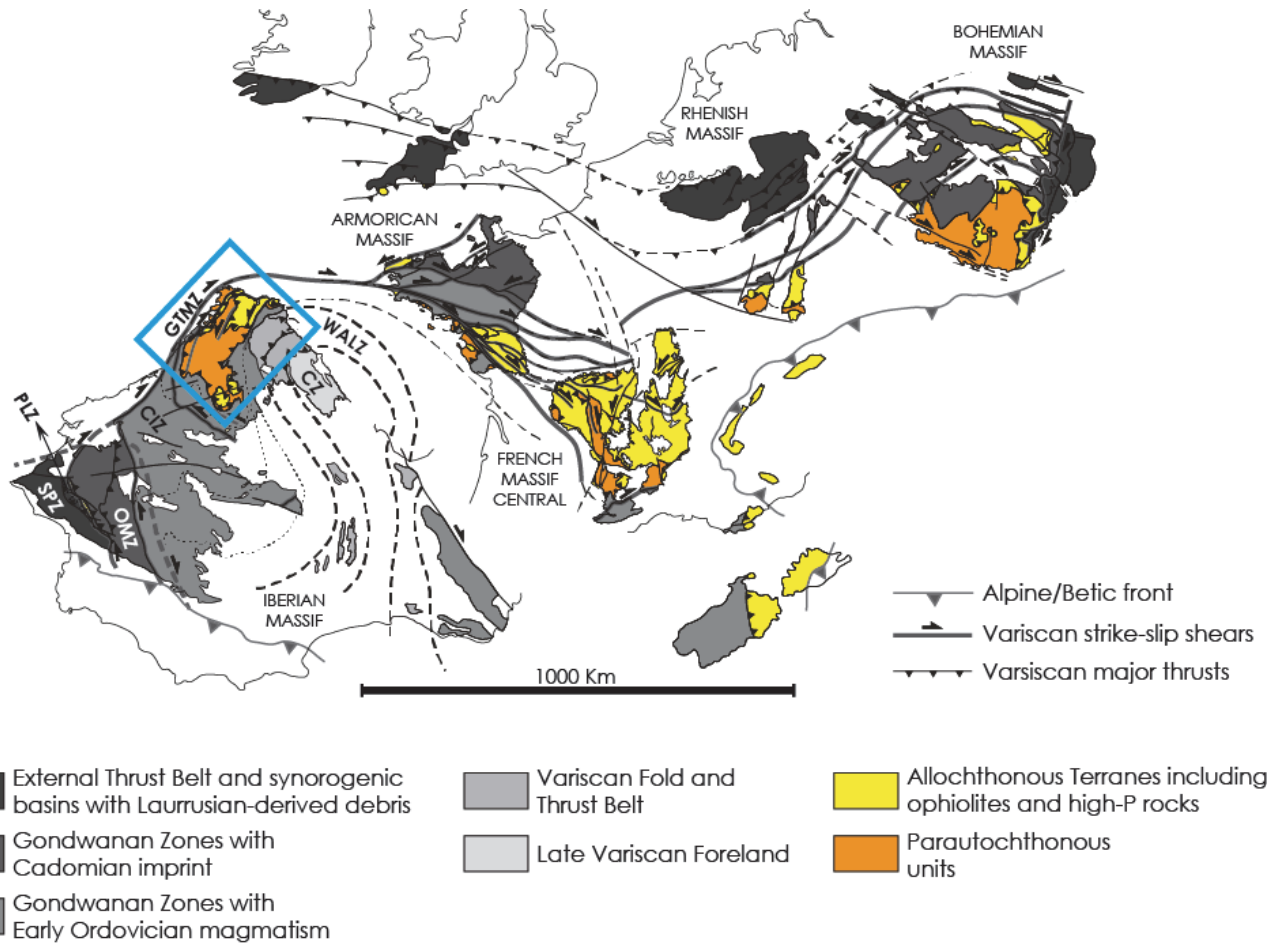 BOHEMIAN
MASSIF
RHENISH
MASSIF
ARMORICAN
MASSIF
GTMZ
WALZ
CZ
PLZ
CIZ
SPZ
OMZ
FRENCH
MASSIF
CENTRAL
IBERIAN
MASSIF
Alpine/Betic front
Variscan strike-slip shears
Varsiscan major thrusts
1000 Km
External Thrust Belt and synorogenic
basins with Laurrusian-derived debris
Gondwanan Zones with
Cadomian imprint
Gondwanan Zones with
Early Ordovician magmatism
Variscan Fold and
Thrust Belt
Late Variscan Foreland
Allochthonous Terranes including
ophiolites and high-P rocks
Parautochthonous
units